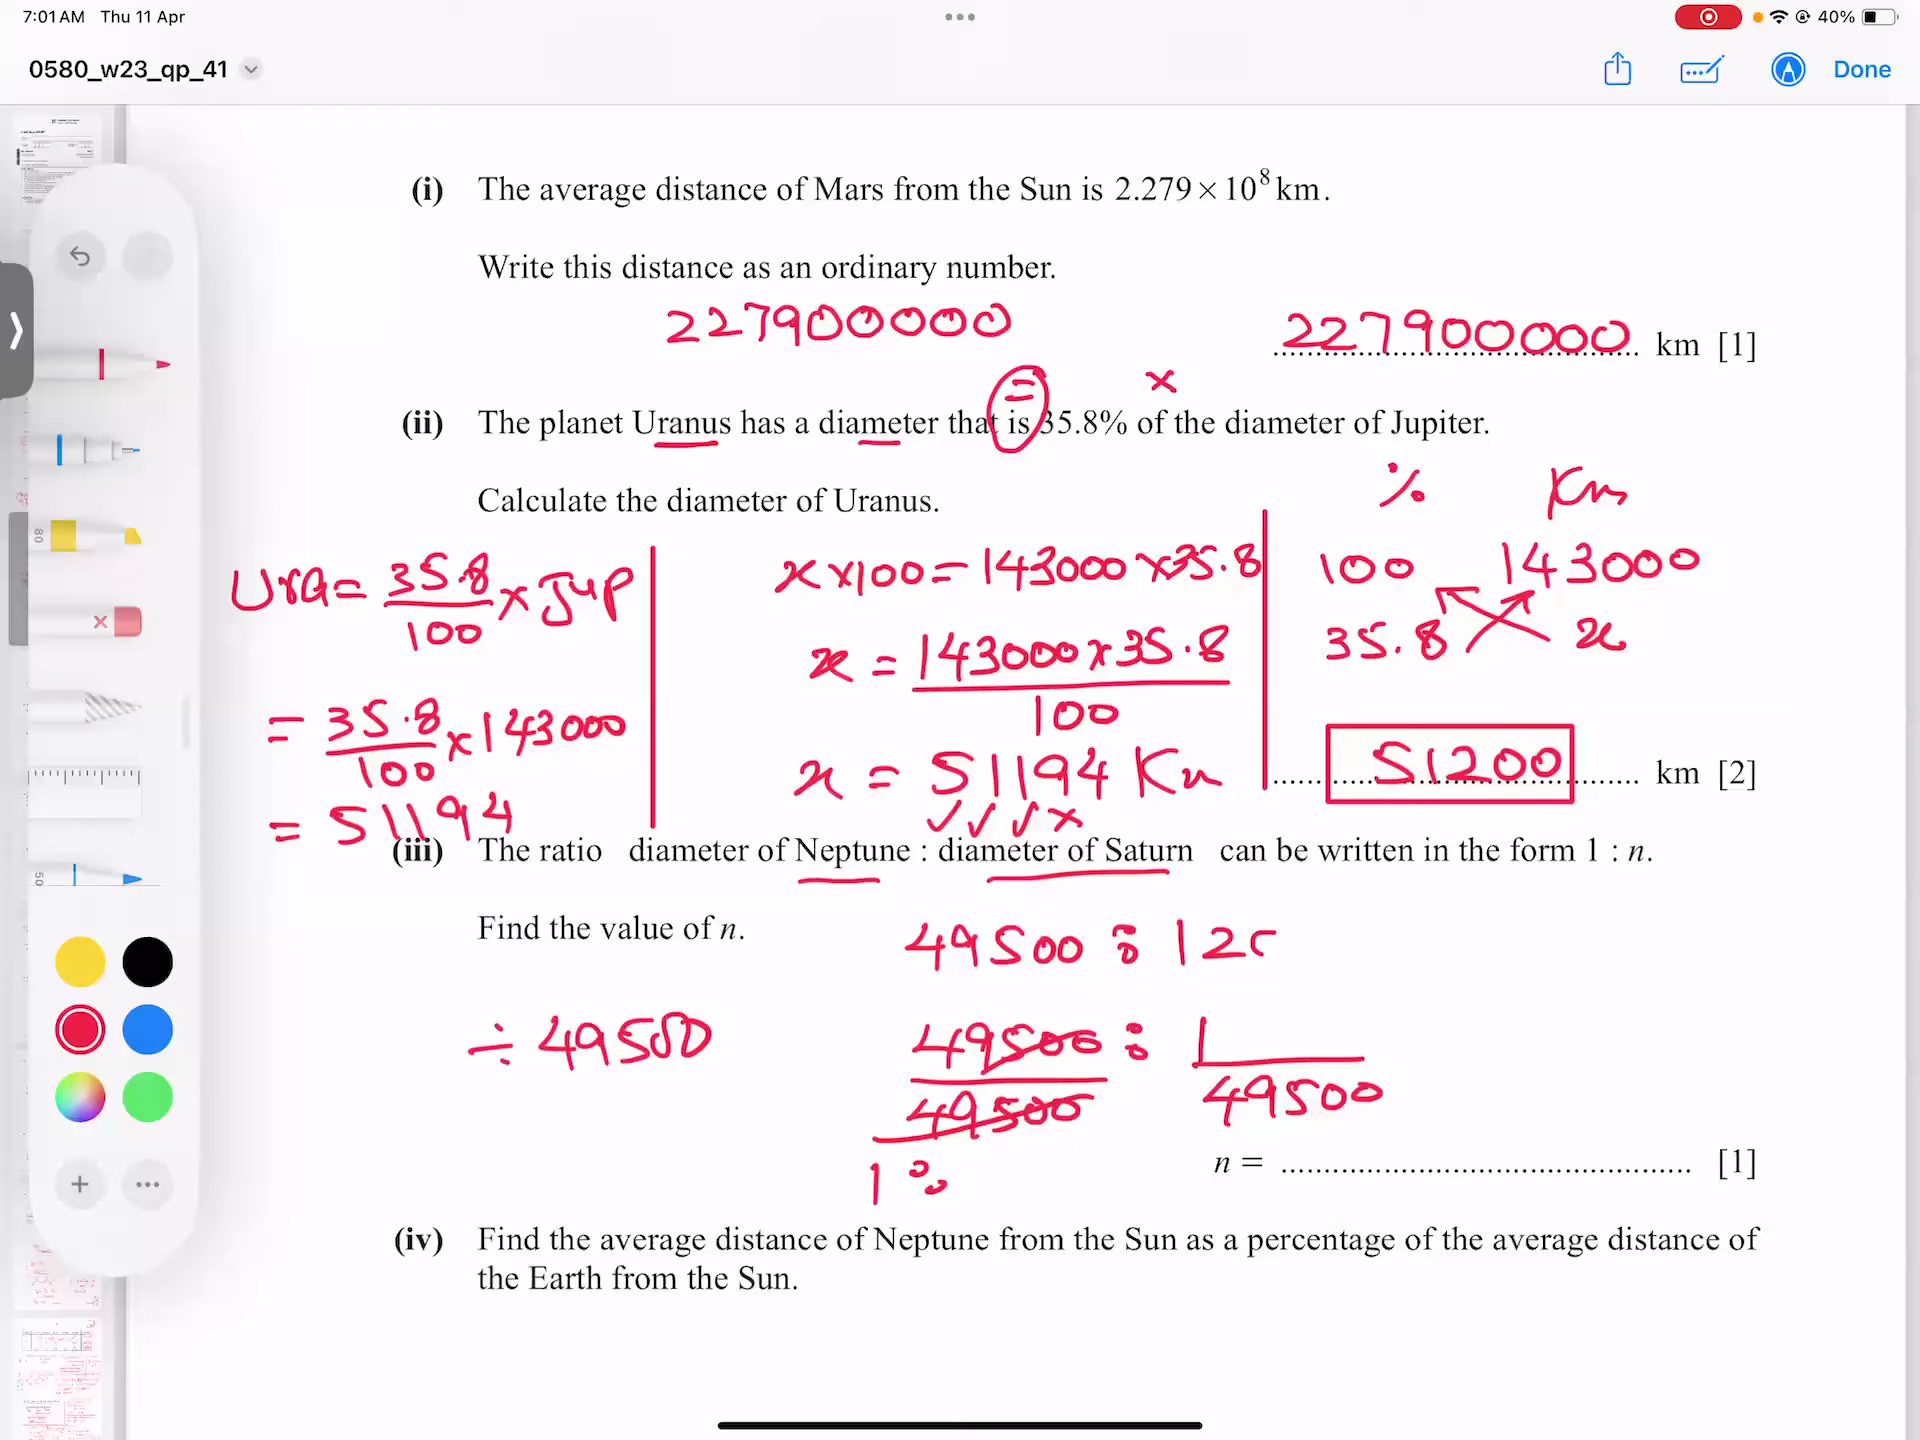 7:01 AM Thu 11 Apr
40%
0580_w23_qp_41
Done
(i) The average distance of Mars from the Sun is 2.279 × 10⁸ km.
Write this distance as an ordinary number.
227900000
227900000 km [1]
= ×
(ii) The planet Uranus has a diameter that is 35.8% of the diameter of Jupiter.
% Km
Calculate the diameter of Uranus.
Ura = 35.8/100 × Jup
x × 100 = 143000 × 35.8
100 143000
35.8 x
x = 143000 × 35.8 / 100
= 35.8/100 × 143000
x = 51194 Km
51200 km [2]
= 51194
✓ ✓ ✓ ×
(iii) The ratio diameter of Neptune : diameter of Saturn can be written in the form 1 : n.
Find the value of n.
49500 : 120
÷ 49500
49500/49500 : 1/49500
1 :
n = [1]
(iv) Find the average distance of Neptune from the Sun as a percentage of the average distance of
the Earth from the Sun.
80
50